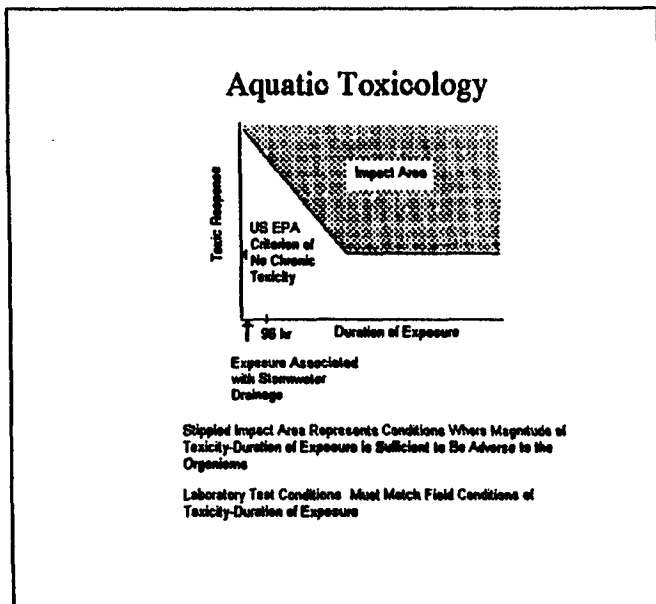 Aquatic Toxicology
Toxic Response
Impact Area
US EPA
Criterion of
No Chronic
Toxicity
96 hr
Duration of Exposure
Exposure Associated
with Stormwater
Drainage
Stippled Impact Area Represents Conditions Where Magnitude of
Toxicity-Duration of Exposure is Sufficient to Be Adverse to the
Organisms
Laboratory Test Conditions Must Match Field Conditions of
Toxicity-Duration of Exposure